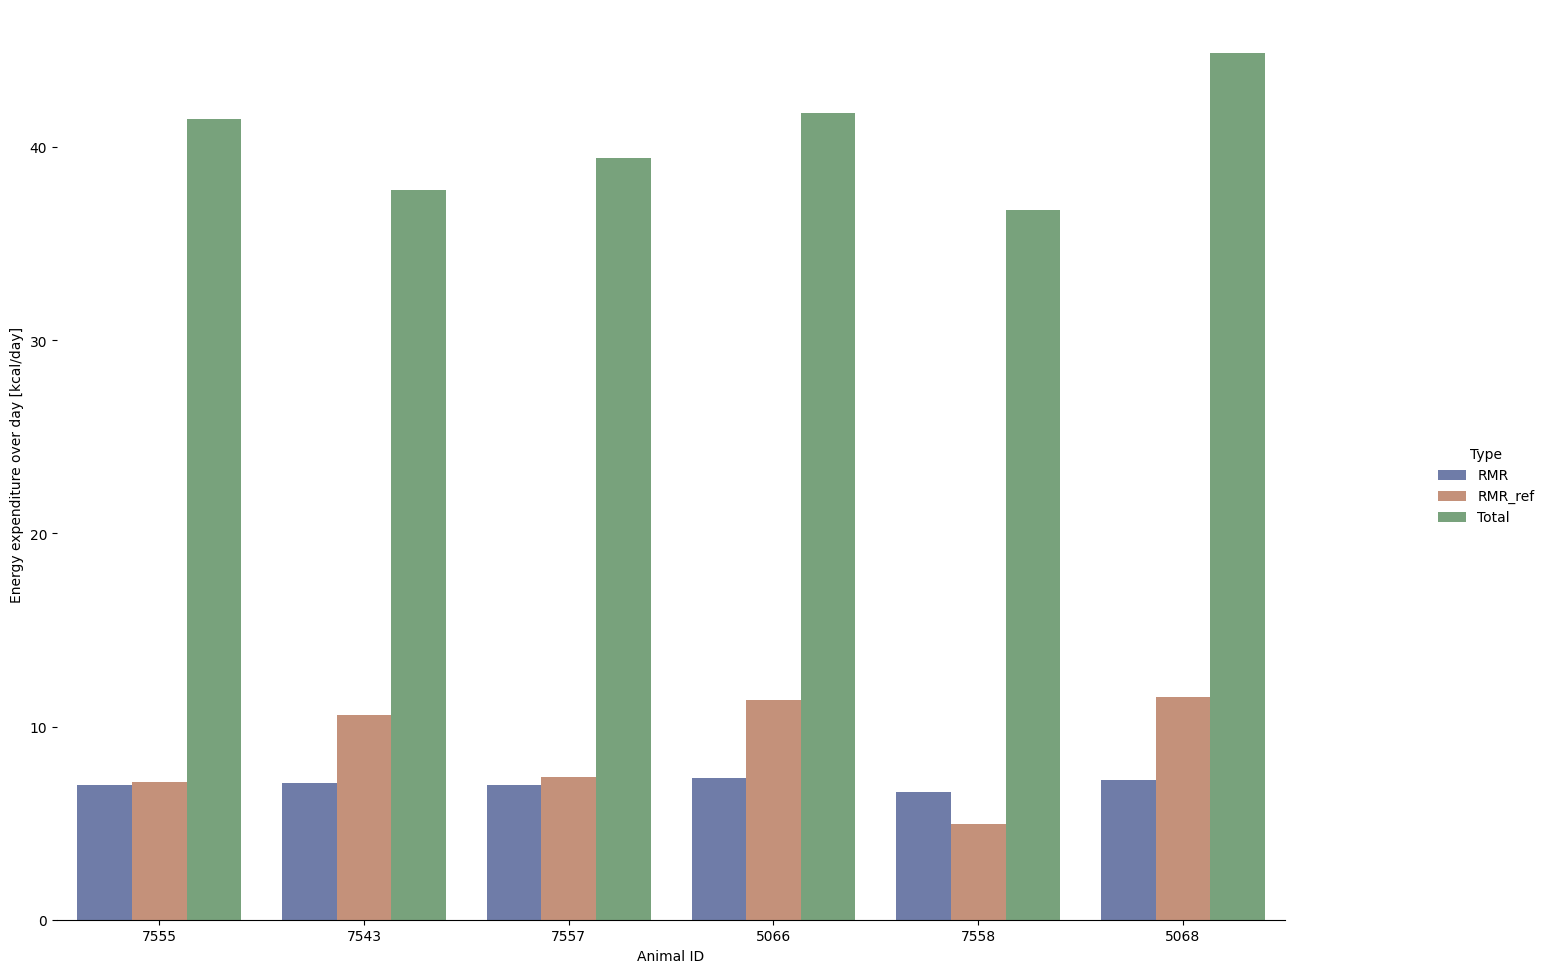 Energy expenditure over day [kcal/day]
40
30
20
10
0
7555 7543 7557 5066 7558 5068
Animal ID
Type
RMR
RMR_ref
Total